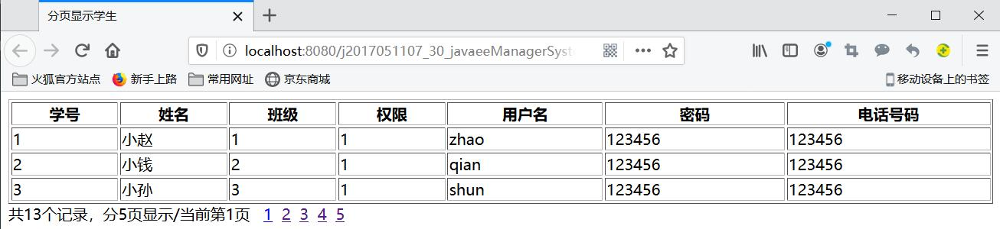 分页显示学生
localhost:8080/j2017051107_30_javaeeManagerSyst
火狐官方站点 新手上路 常用网址 京东商城 移动设备上的书签
学号 姓名 班级 权限 用户名 密码 电话号码
1 小赵 1 1 zhao 123456 123456
2 小钱 2 1 qian 123456 123456
3 小孙 3 1 shun 123456 123456
共13个记录，分5页显示/当前第1页 1 2 3 4 5